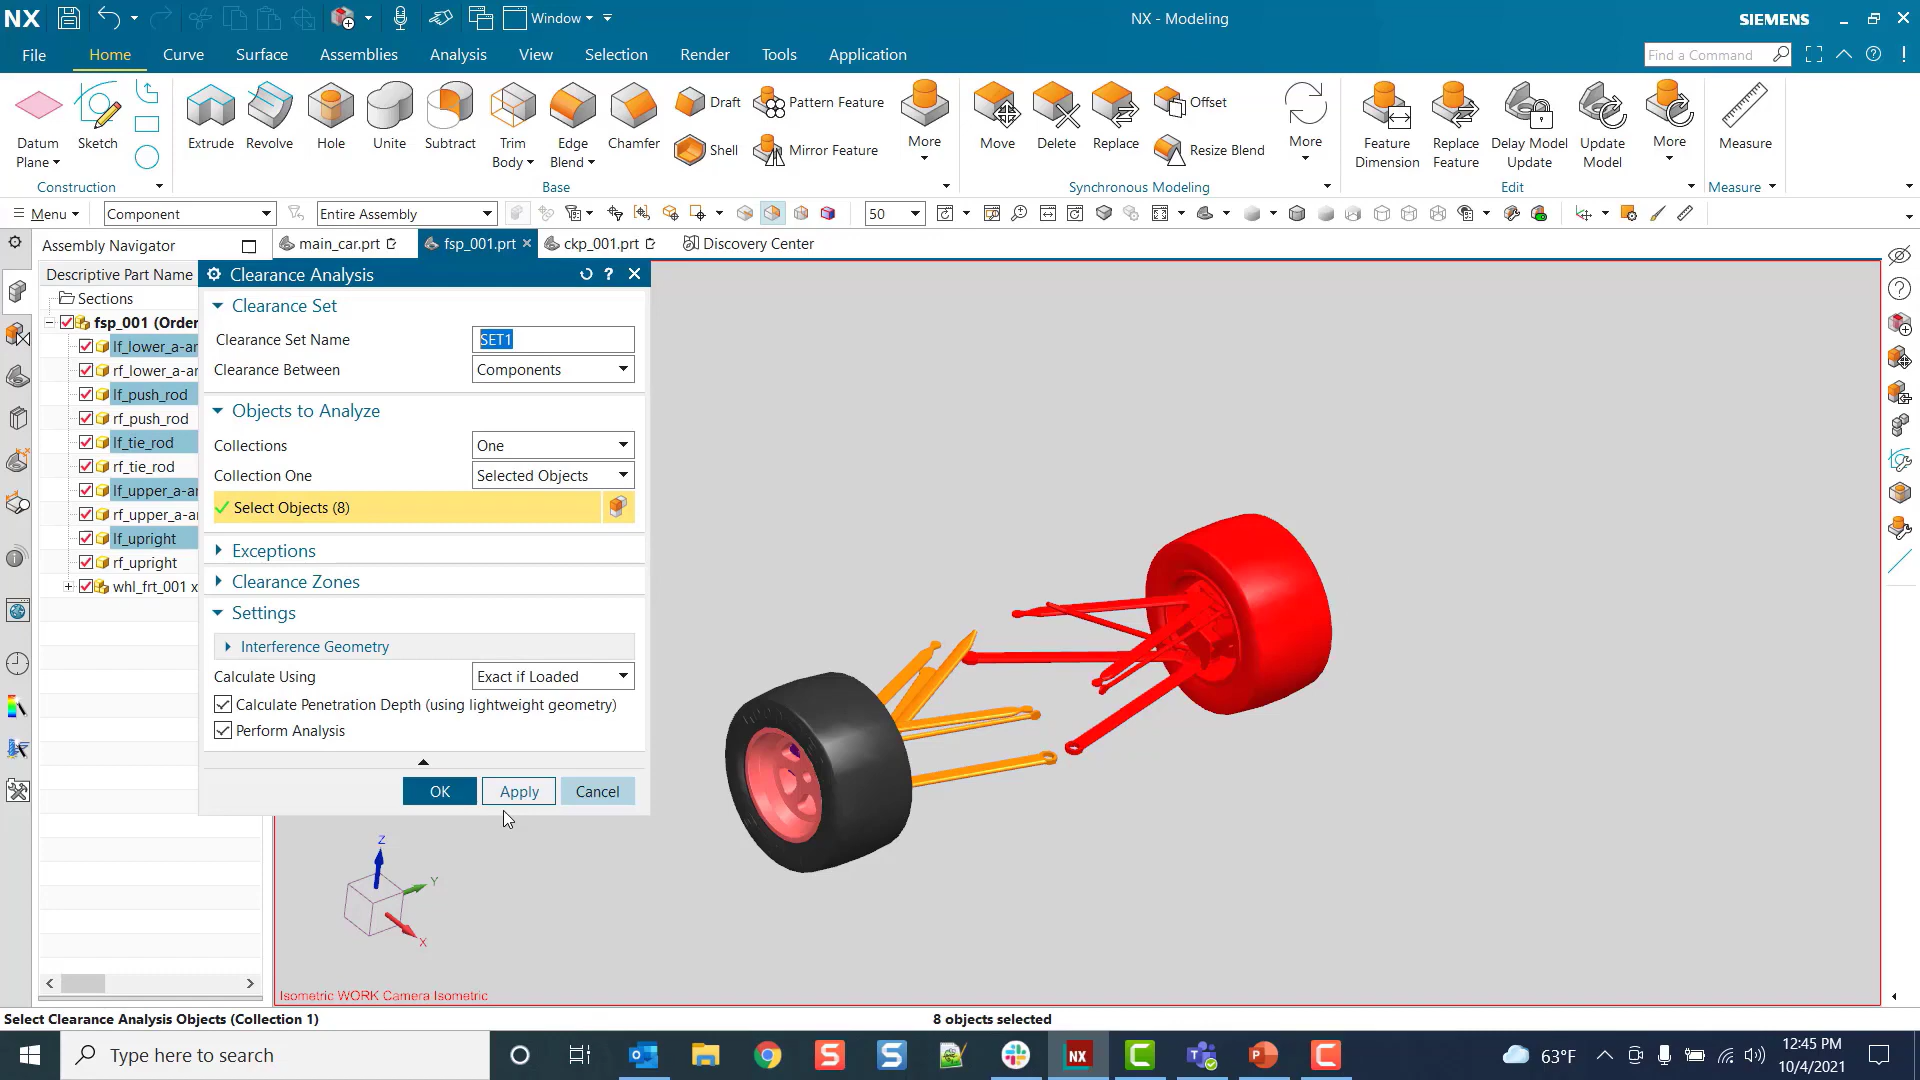 NX
Window
NX - Modeling
SIEMENS
File
Home
Curve
Surface
Assemblies
Analysis
View
Selection
Render
Tools
Application
Find a Command
Datum
Plane
Sketch
Extrude
Revolve
Hole
Unite
Subtract
Trim
Body
Edge
Blend
Chamfer
Draft
Shell
Pattern Feature
Mirror Feature
More
Move
Delete
Replace
Offset
Resize Blend
More
Feature
Dimension
Replace
Feature
Delay Model
Update
Update
Model
More
Measure
Construction
Base
Synchronous Modeling
Edit
Measure
Menu
Component
Entire Assembly
50
Assembly Navigator
main_car.prt
fsp_001.prt
ckp_001.prt
Discovery Center
Descriptive Part Name
Sections
fsp_001 (Order
lf_lower_a-ar
rf_lower_a-ar
lf_push_rod
rf_push_rod
lf_tie_rod
rf_tie_rod
lf_upper_a-ar
rf_upper_a-ar
lf_upright
rf_upright
whl_frt_001 x
Clearance Analysis
Clearance Set
Clearance Set Name
SET1
Clearance Between
Components
Objects to Analyze
Collections
One
Collection One
Selected Objects
Select Objects (8)
Exceptions
Clearance Zones
Settings
Interference Geometry
Calculate Using
Exact if Loaded
Calculate Penetration Depth (using lightweight geometry)
Perform Analysis
OK
Apply
Cancel
Z
Y
X
Isometric WORK Camera Isometric
Select Clearance Analysis Objects (Collection 1)
8 objects selected
Type here to search
63°F
12:45 PM
10/4/2021